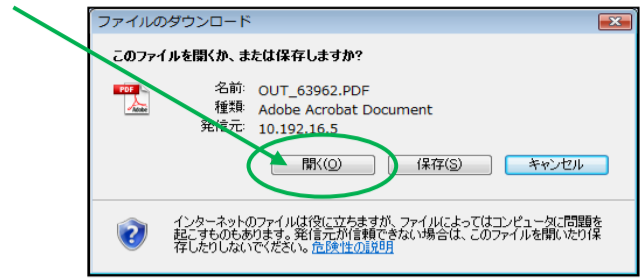 ファイルのダウンロード
このファイルを開くか、または保存しますか?
PDF
Adobe
名前: OUT_63962.PDF
種類: Adobe Acrobat Document
発信元: 10.192.16.5
開く(O) 保存(S) キャンセル
インターネットのファイルは役に立ちますが、ファイルによってはコンピュータに問題を
起こすものもあります。発信元が信頼できない場合は、このファイルを開いたり保
存したりしないでください。危険性の説明